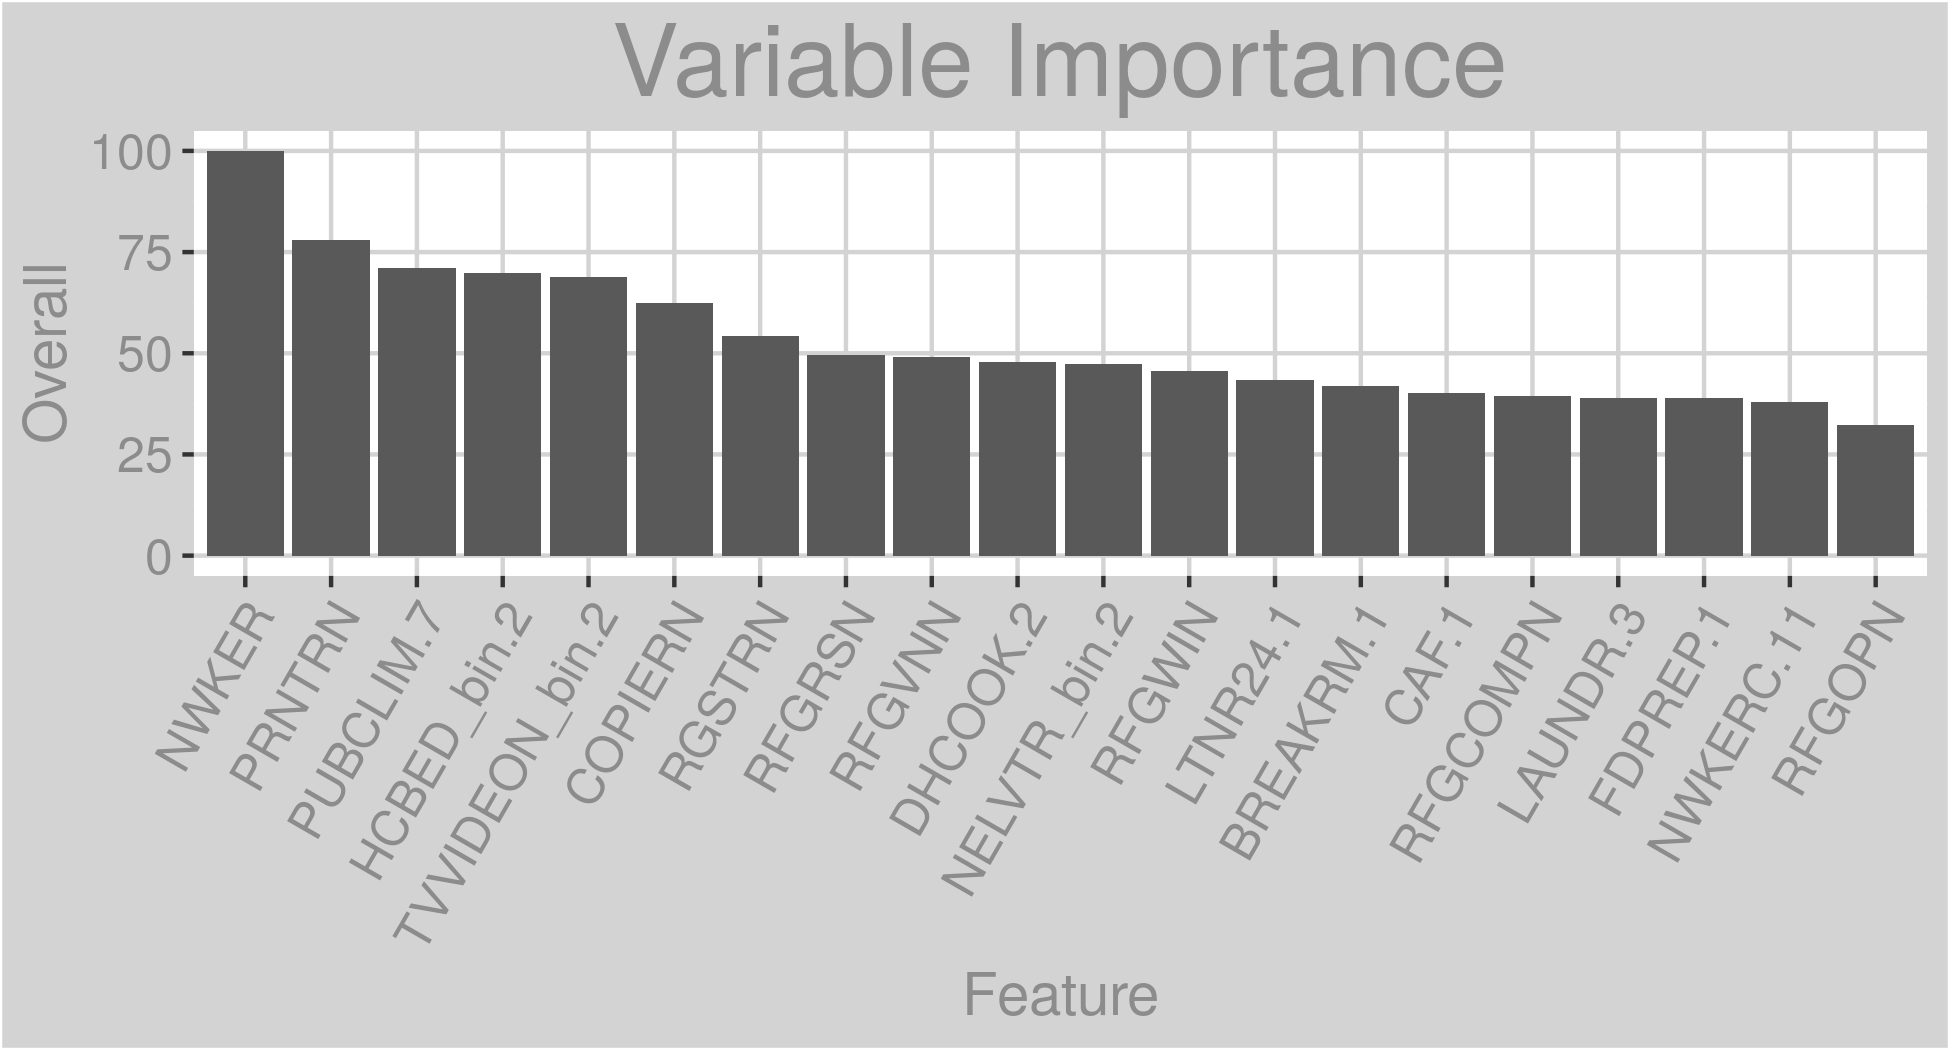 Variable Importance
Overall
100
75
50
25
0
NWKER
PRNTRN
PUBCLIM.7
HCBED_bin.2
TVVIDEON_bin.2
COPIERN
RGSTRN
RFGRSN
RFGVNN
DHCOOK.2
NELVTR_bin.2
RFGWIN
LTNR24.1
BREAKRM.1
CAF.1
RFGCOMPN
LAUNDR.3
FDPREP.1
NWKERC.11
RFGOPN
Feature